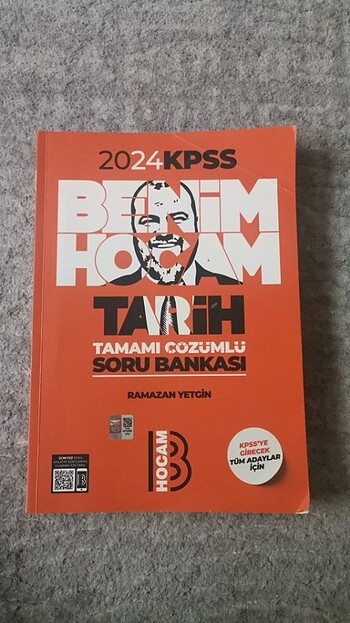 2024 KPSS
BENİM
HOCAM
TARİH
TAMAMI ÇÖZÜMLÜ
SORU BANKASI
RAMAZAN YETGİN
KPSS'YE
GİRECEK
TÜM ADAYLAR
İÇİN
HOCAM
B